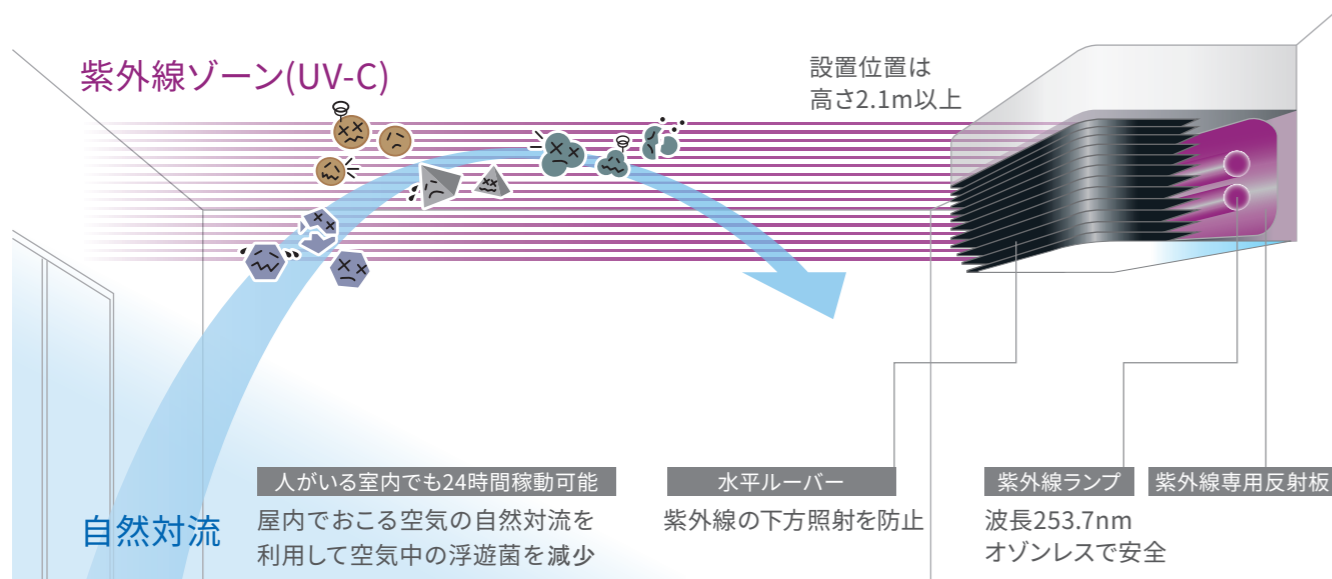 紫外線ゾーン(UV-C)
設置位置は
高さ2.1m以上
自然対流
人がいる室内でも24時間稼動可能
屋内でおこる空気の自然対流を
利用して空気中の浮遊菌を減少
水平ルーバー
紫外線の下方照射を防止
紫外線ランプ
波長253.7nm
オゾンレスで安全
紫外線専用反射板